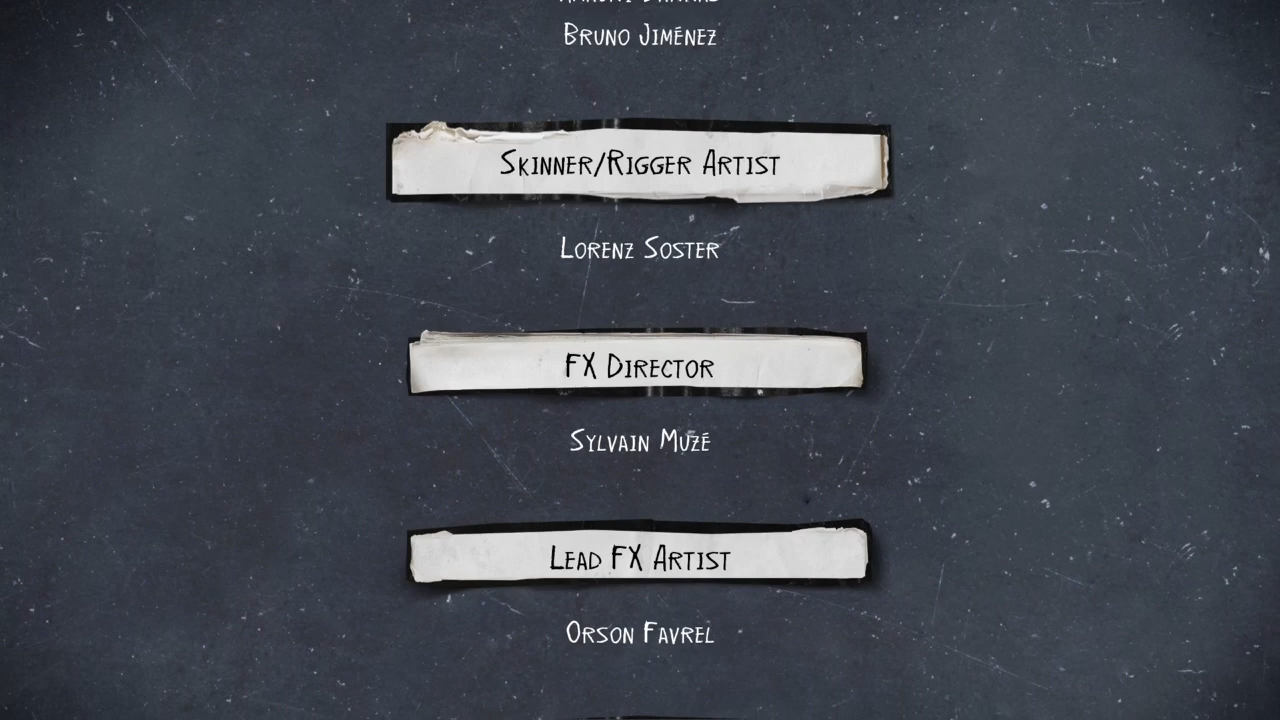 Bruno Jiménez
Skinner/Rigger Artist
Lorenz Soster
FX Director
Sylvain Muzé
Lead FX Artist
Orson Favrel